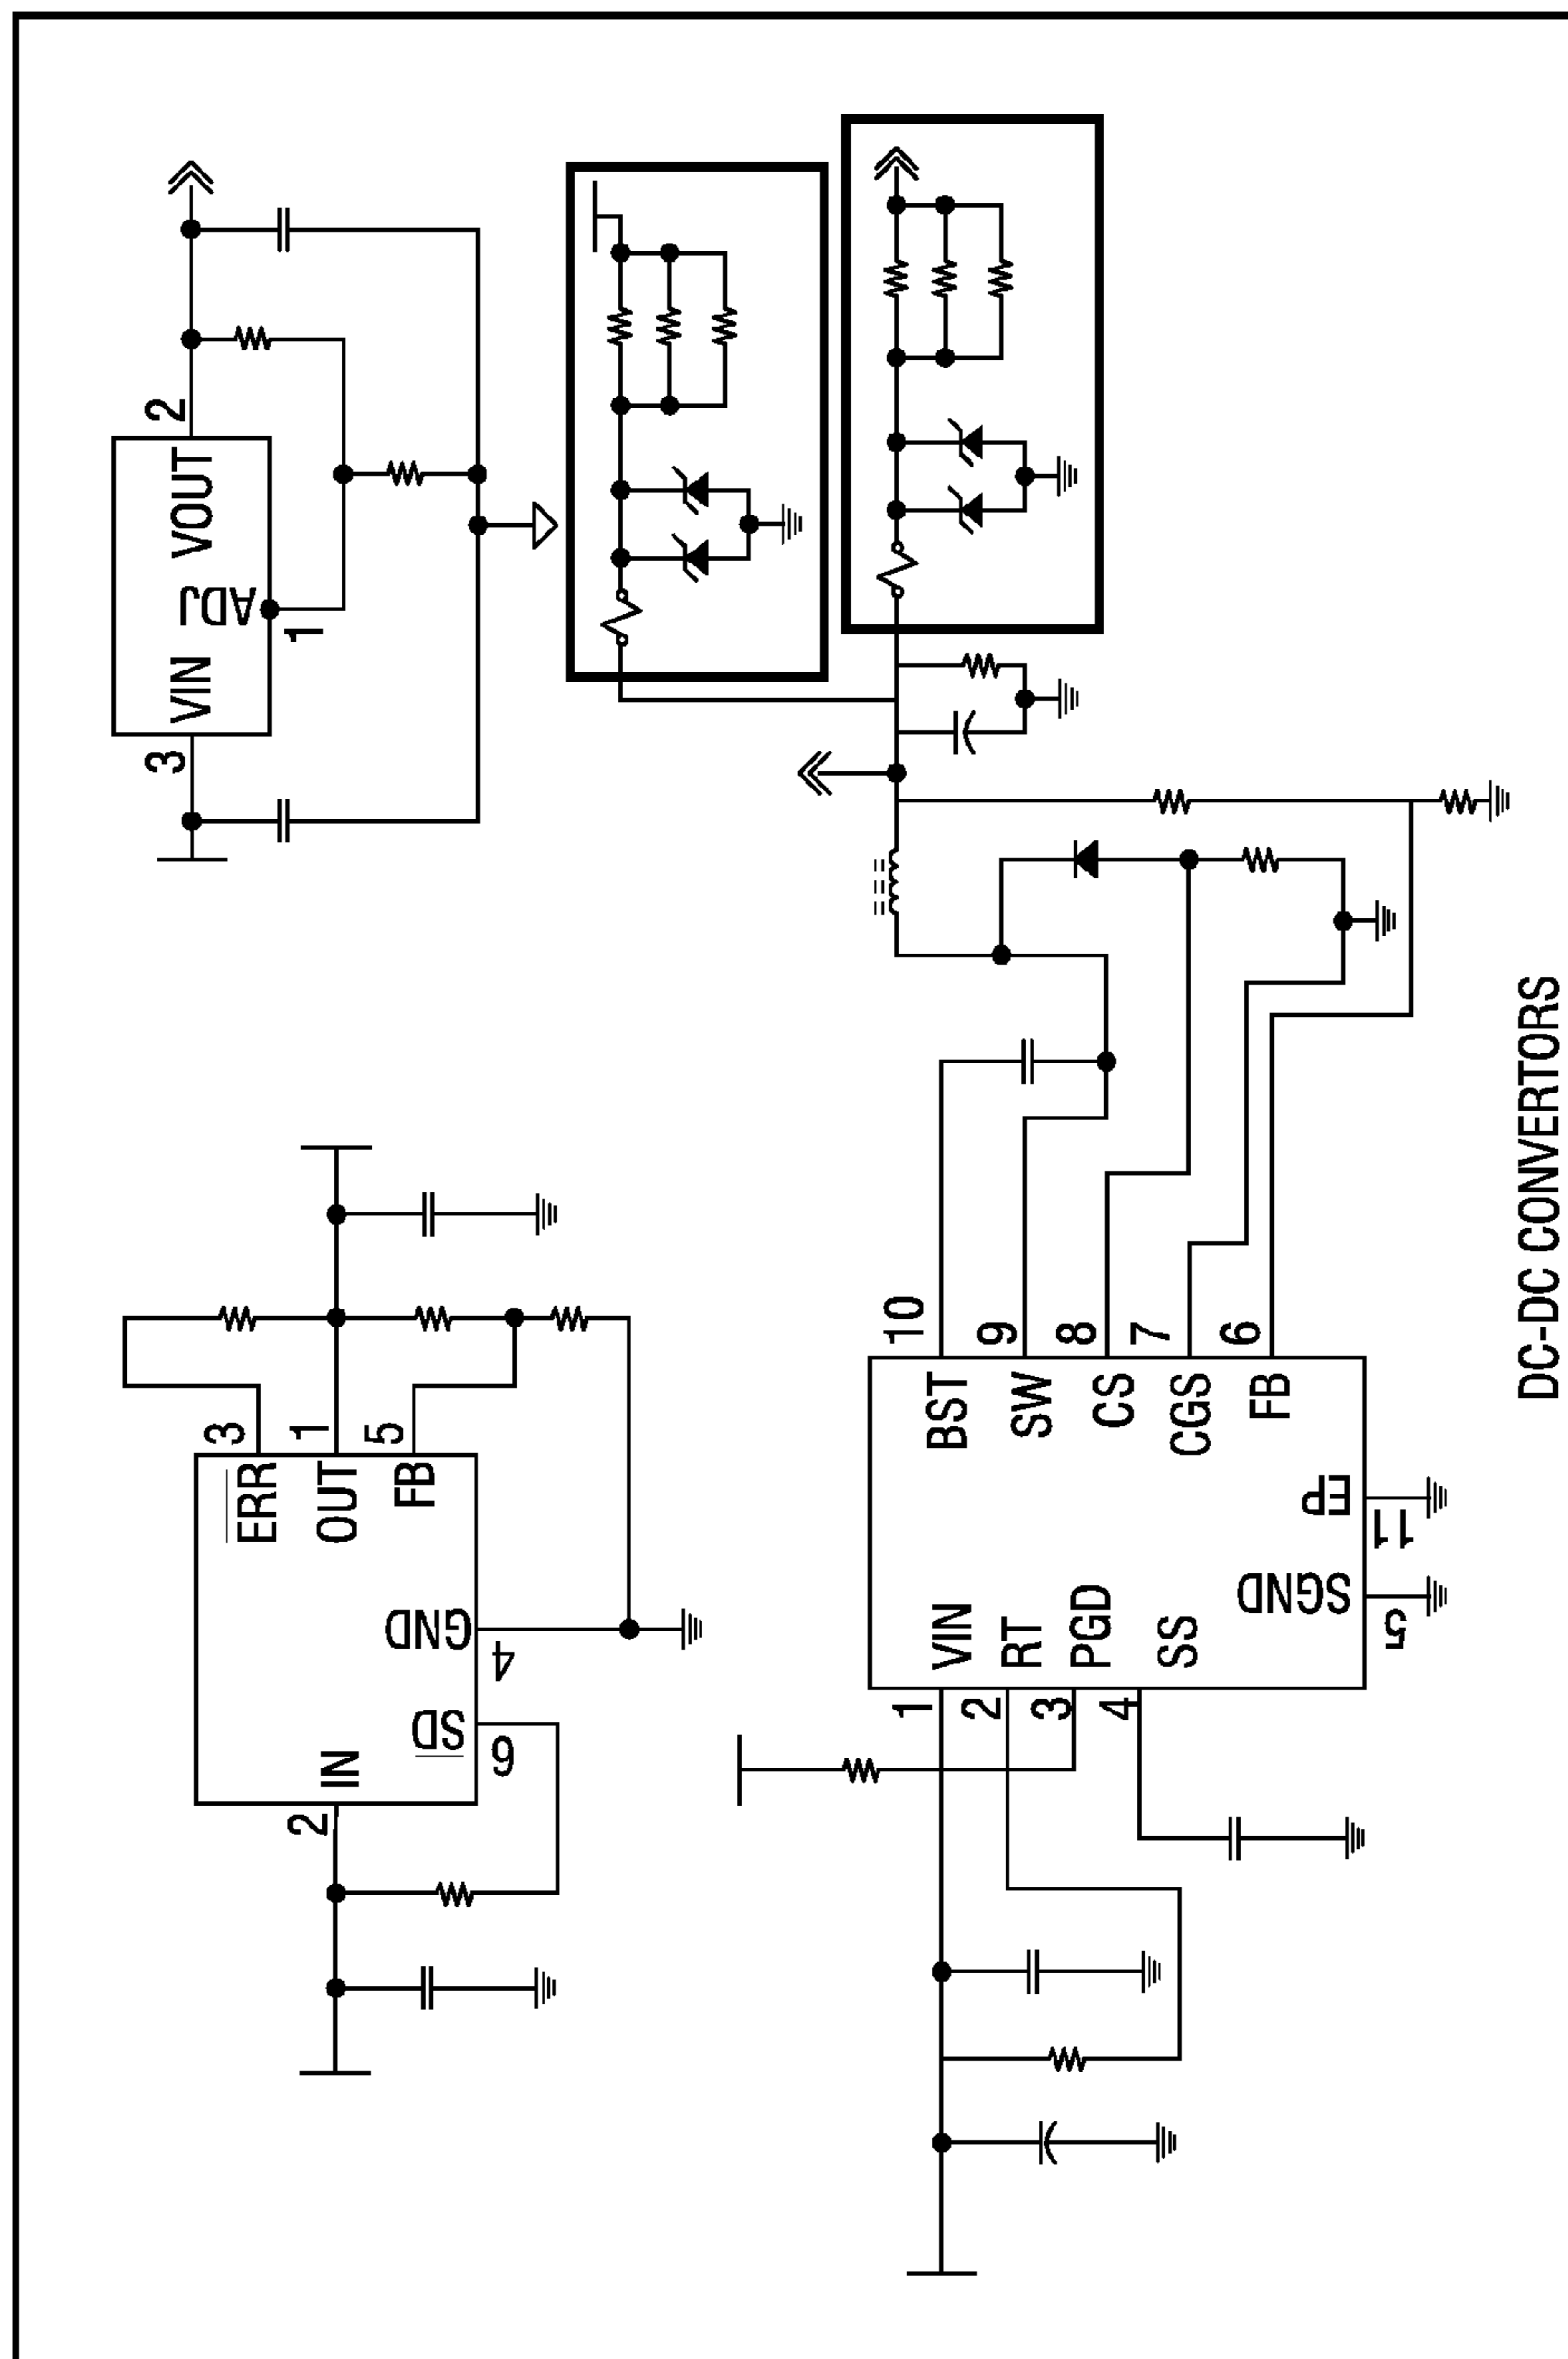 3
VIN
ADJ
1
VOUT
2
2
IN
SD
6
GND
4
ERR
3
OUT
1
FB
5
1
VIN
2
RT
3
PGD
4
SS
SGND
5
EP
11
BST
10
SW
9
CS
8
CGS
7
FB
6
DC-DC CONVERTORS